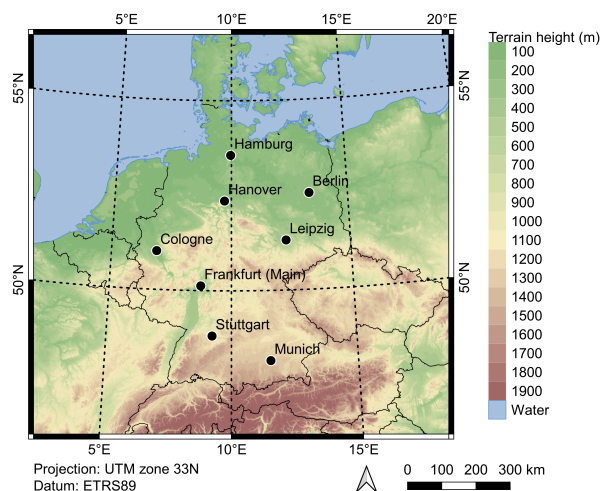 5°E 10°E 15°E 20°E
Terrain height (m)
100
200
300
400
500
600
700
800
900
1000
1100
1200
1300
1400
1500
1600
1700
1800
1900
Water
55°N 55°N
Hamburg
Berlin
Hanover
Leipzig
Cologne
50°N 50°N
Frankfurt (Main)
Stuttgart
Munich
5°E 10°E 15°E
Projection: UTM zone 33N
Datum: ETRS89
0 100 200 300 km